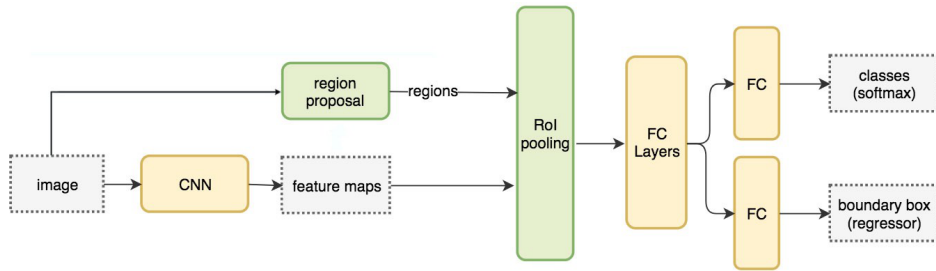 region
proposal
regions
image
CNN
feature maps
RoI
pooling
FC
Layers
FC
classes
(softmax)
FC
boundary box
(regressor)